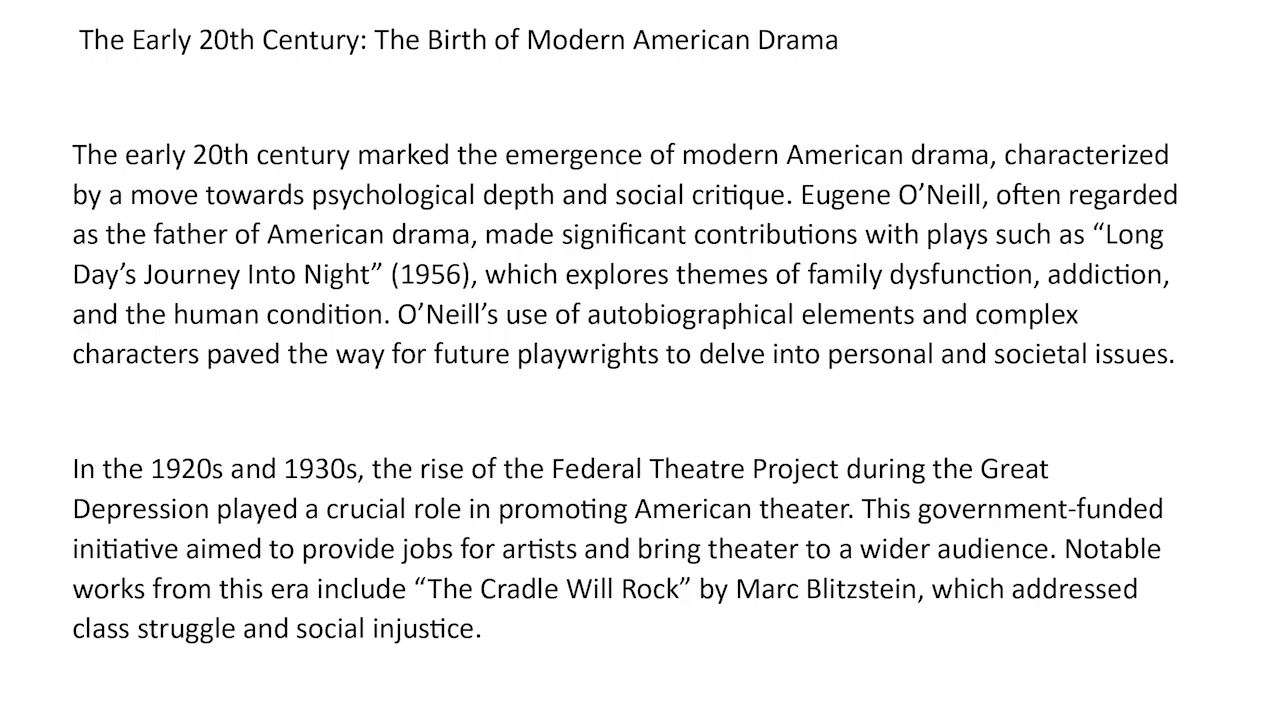 The Early 20th Century: The Birth of Modern American Drama
The early 20th century marked the emergence of modern American drama, characterized
by a move towards psychological depth and social critique. Eugene O’Neill, often regarded
as the father of American drama, made significant contributions with plays such as “Long
Day’s Journey Into Night” (1956), which explores themes of family dysfunction, addiction,
and the human condition. O’Neill’s use of autobiographical elements and complex
characters paved the way for future playwrights to delve into personal and societal issues.
In the 1920s and 1930s, the rise of the Federal Theatre Project during the Great
Depression played a crucial role in promoting American theater. This government-funded
initiative aimed to provide jobs for artists and bring theater to a wider audience. Notable
works from this era include “The Cradle Will Rock” by Marc Blitzstein, which addressed
class struggle and social injustice.